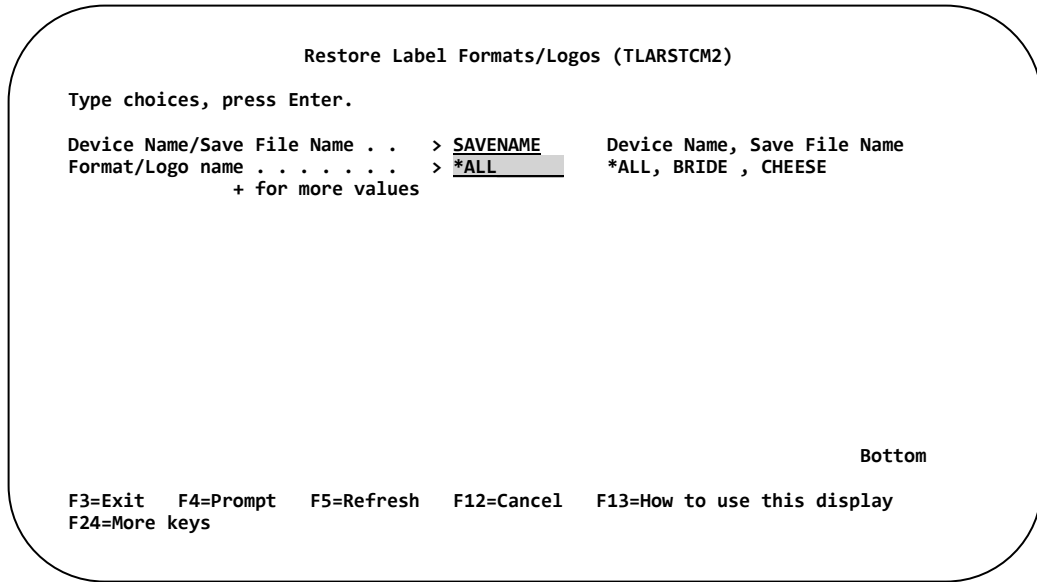 Restore Label Formats/Logos (TLARSTCM2)
Type choices, press Enter.
Device Name/Save File Name . . > SAVENAME Device Name, Save File Name
Format/Logo name . . . . . . . > *ALL *ALL, BRIDE , CHEESE
+ for more values
Bottom
F3=Exit F4=Prompt F5=Refresh F12=Cancel F13=How to use this display
F24=More keys